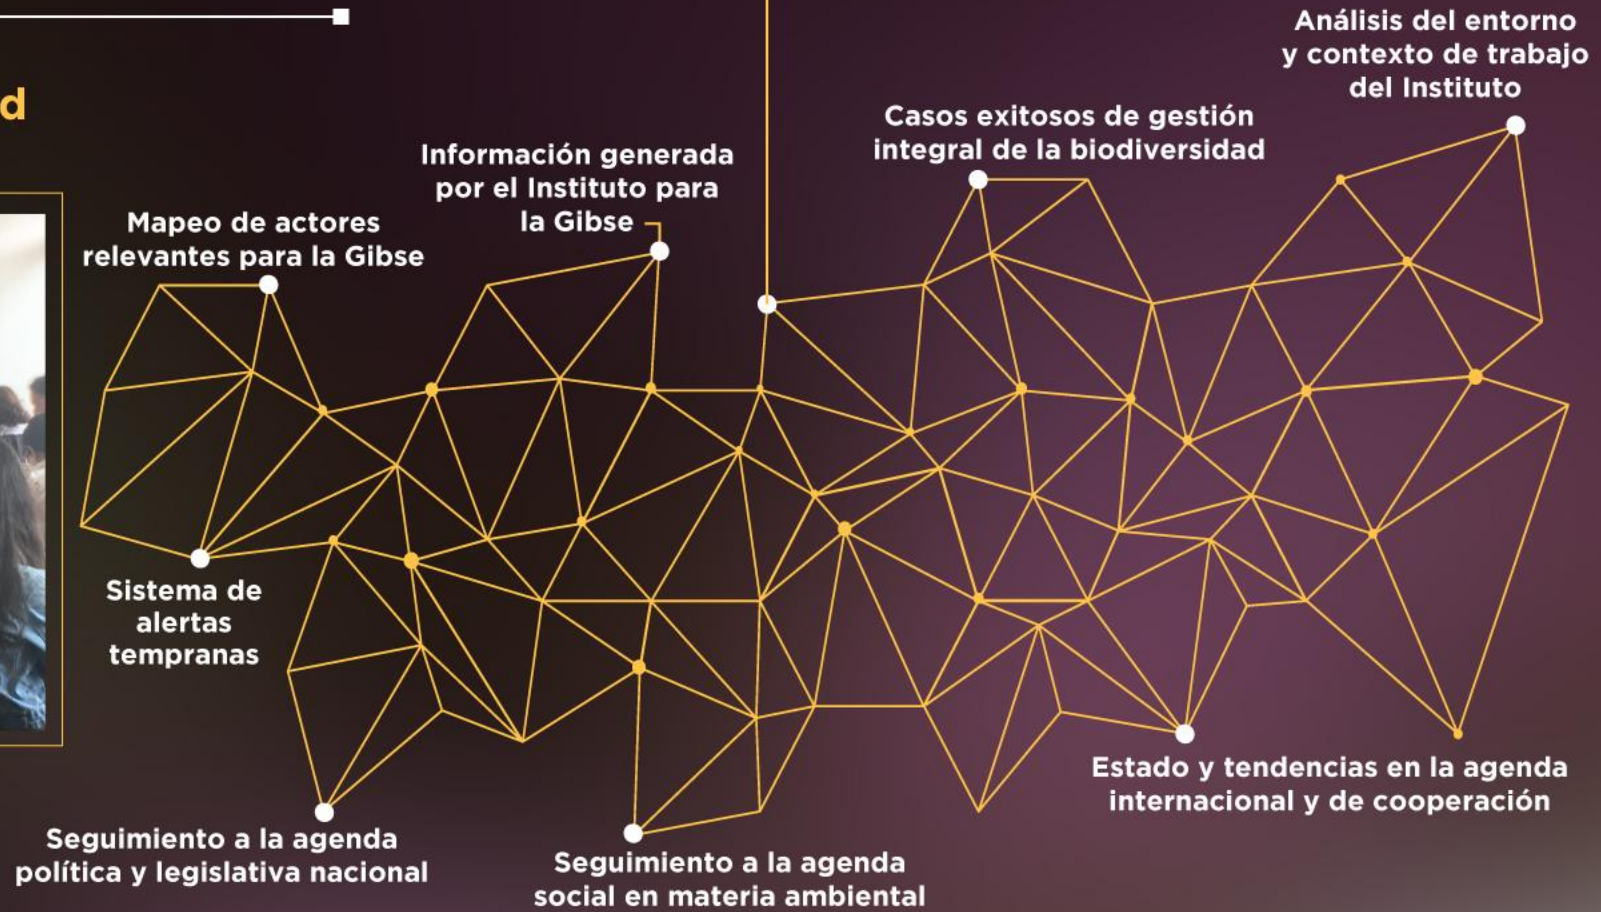 d
Análisis del entorno
y contexto de trabajo
del Instituto
Casos exitosos de gestión
integral de la biodiversidad
Información generada
por el Instituto para
la Gibse
Mapeo de actores
relevantes para la Gibse
Sistema de
alertas
tempranas
Estado y tendencias en la agenda
internacional y de cooperación
Seguimiento a la agenda
política y legislativa nacional
Seguimiento a la agenda
social en materia ambiental